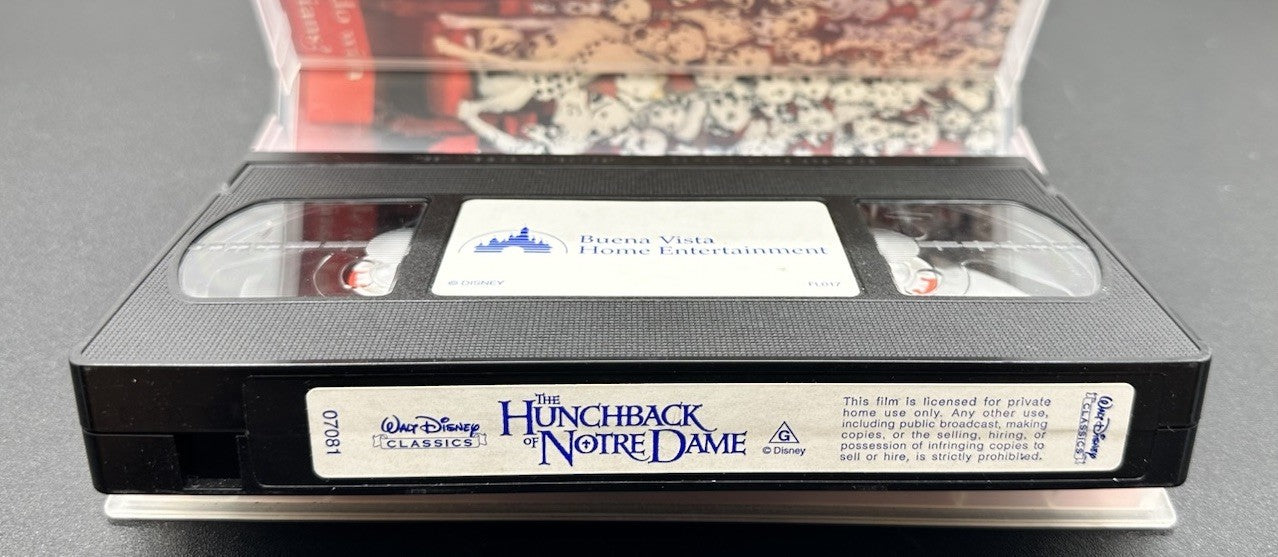 Buena Vista
Home Entertainment
© DISNEY
07081
WALT DISNEY
CLASSICS
THE
HUNCHBACK
OF NOTRE DAME
G
© Disney
This film is licensed for private
home use only. Any other use,
including public broadcast, making
copies, or the selling, hiring, or
possession of infringing copies to
sell or hire, is strictly prohibited.
WALT DISNEY
CLASSICS